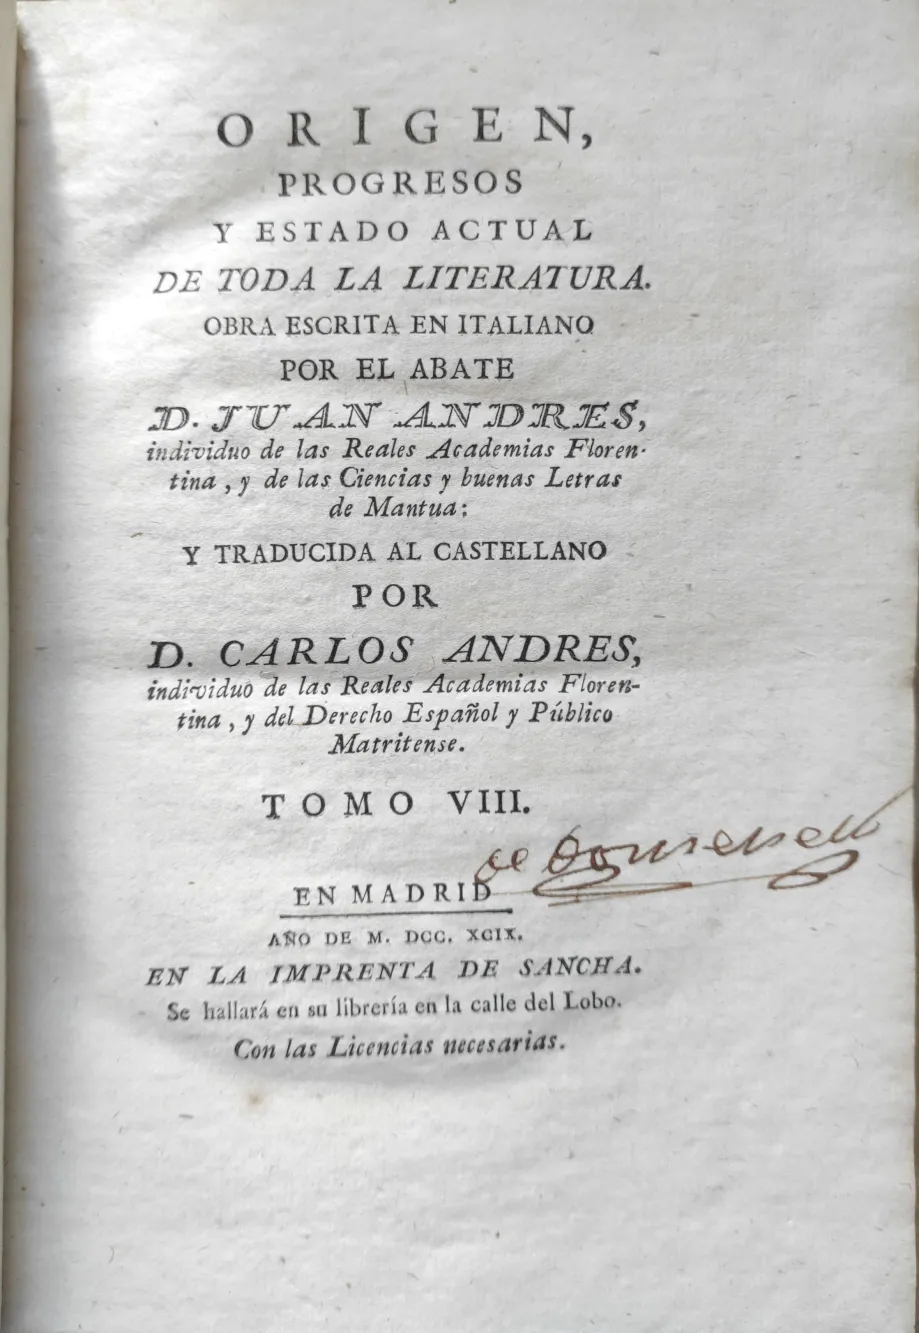 ORIGEN,
PROGRESOS
Y ESTADO ACTUAL
DE TODA LA LITERATURA.
OBRA ESCRITA EN ITALIANO
POR EL ABATE
D. JUAN ANDRES,
individuo de las Reales Academias Floren-
tina , y de las Ciencias y buenas Letras
de Mantua:
Y TRADUCIDA AL CASTELLANO
POR
D. CARLOS ANDRES,
individuo de las Reales Academias Floren-
tina , y del Derecho Español y Público
Matritense.
TOMO VIII.
de
EN MADRID
AÑO DE M. DCC. XCIX.
EN LA IMPRENTA DE SANCHA.
Se hallará en su librería en la calle del Lobo.
Con las Licencias necesarias.